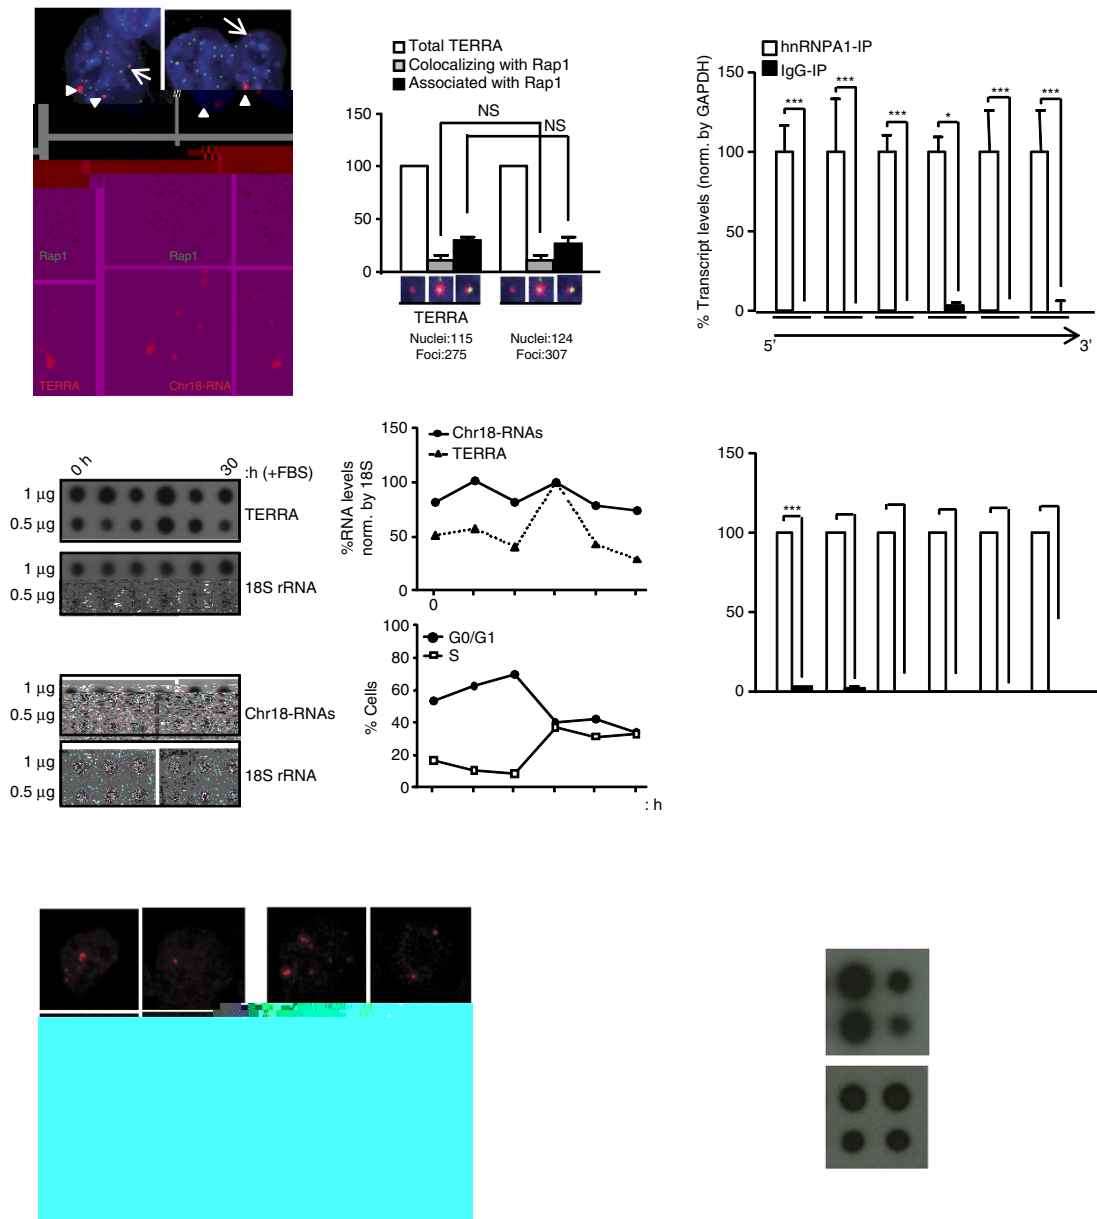 Rap1
Rap1
TERRA
Chr18-RNA
Total TERRA
Colocalizing with Rap1
Associated with Rap1
NS
NS
150
100
50
0
TERRA
Nuclei:115
Foci:275
Nuclei:124
Foci:307
hnRNPA1-IP
IgG-IP
% Transcript levels (norm. by GAPDH)
150
100
50
0
***
***
***
*
***
***
5’
3’
0 h
30
:h (+FBS)
1 µg
0.5 µg
TERRA
1 µg
0.5 µg
18S rRNA
1 µg
0.5 µg
Chr18-RNAs
1 µg
0.5 µg
18S rRNA
Chr18-RNAs
TERRA
%RNA levels
norm. by 18S
150
100
50
0
0
G0/G1
S
% Cells
100
80
60
40
20
0
: h
150
100
50
0
***